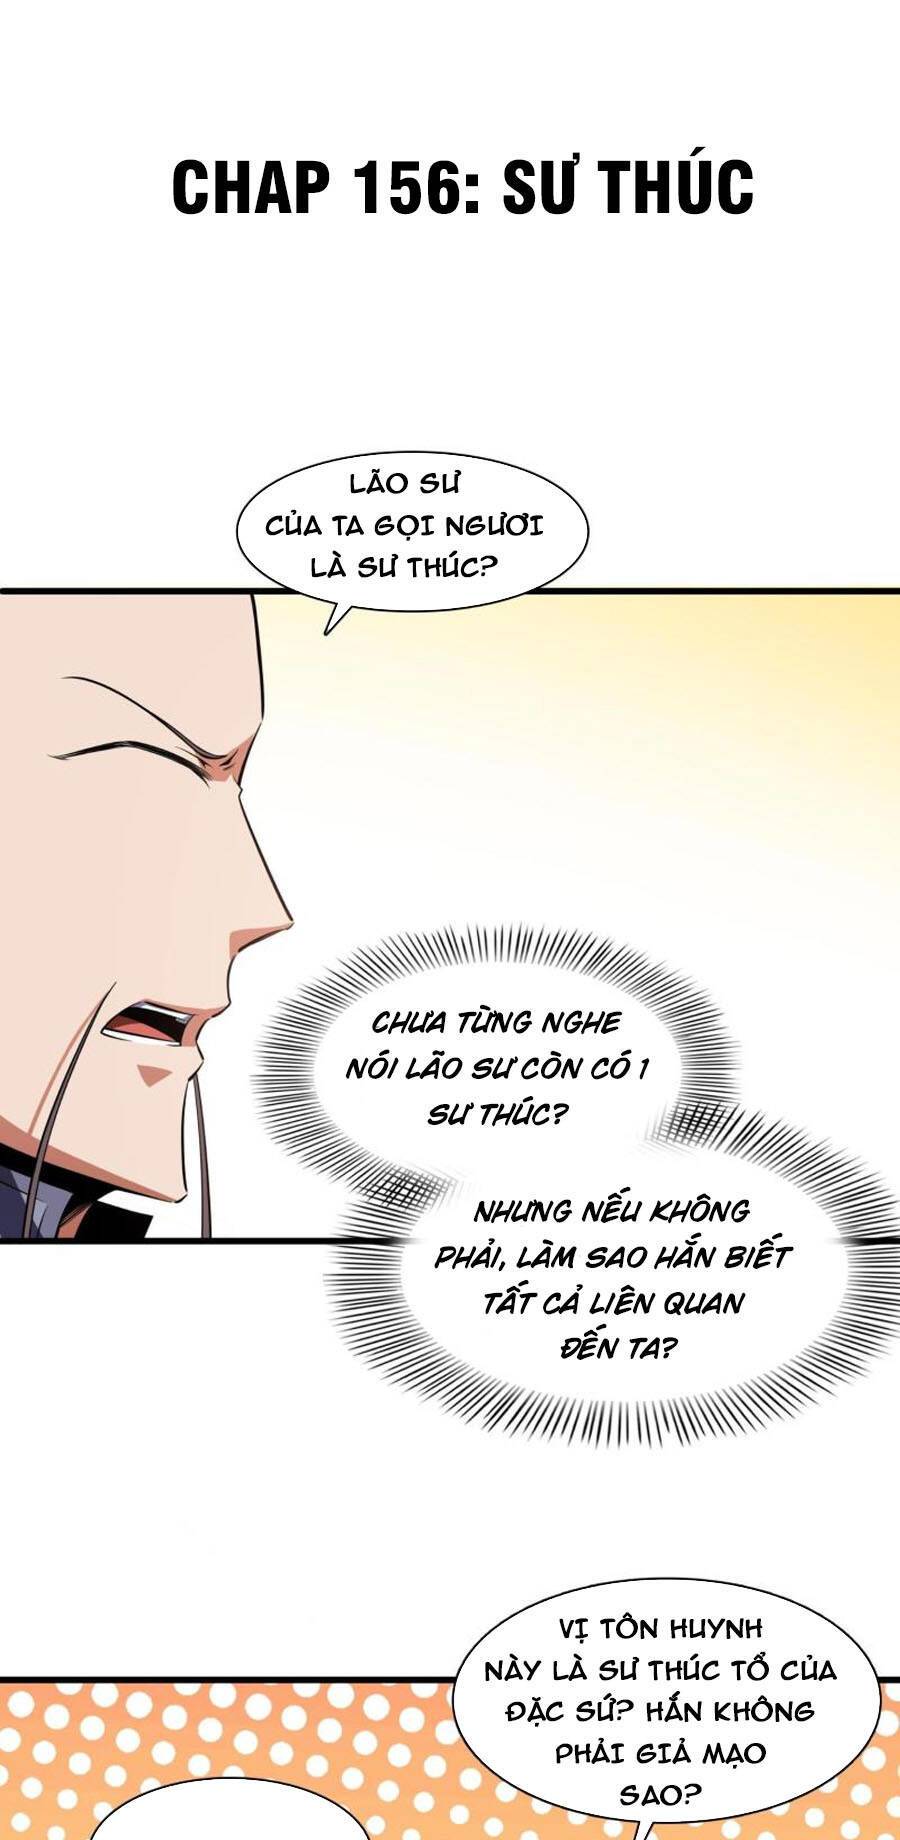 CHAP 156: SƯ THÚC
LÃO SƯ
CỦA TA GỌI NGƯƠI
LÀ SƯ THÚC?
CHƯA TỪNG NGHE
NÓI LÃO SƯ CÒN CÓ 1
SƯ THÚC?
NHƯNG NẾU KHÔNG
PHẢI, LÀM SAO HẮN BIẾT
TẤT CẢ LIÊN QUAN
ĐẾN TA?
VỊ TÔN HUYNH
NÀY LÀ SƯ THÚC TỔ CỦA
ĐẶC SỨ? HẮN KHÔNG
PHẢI GIẢ MẠO
SAO?